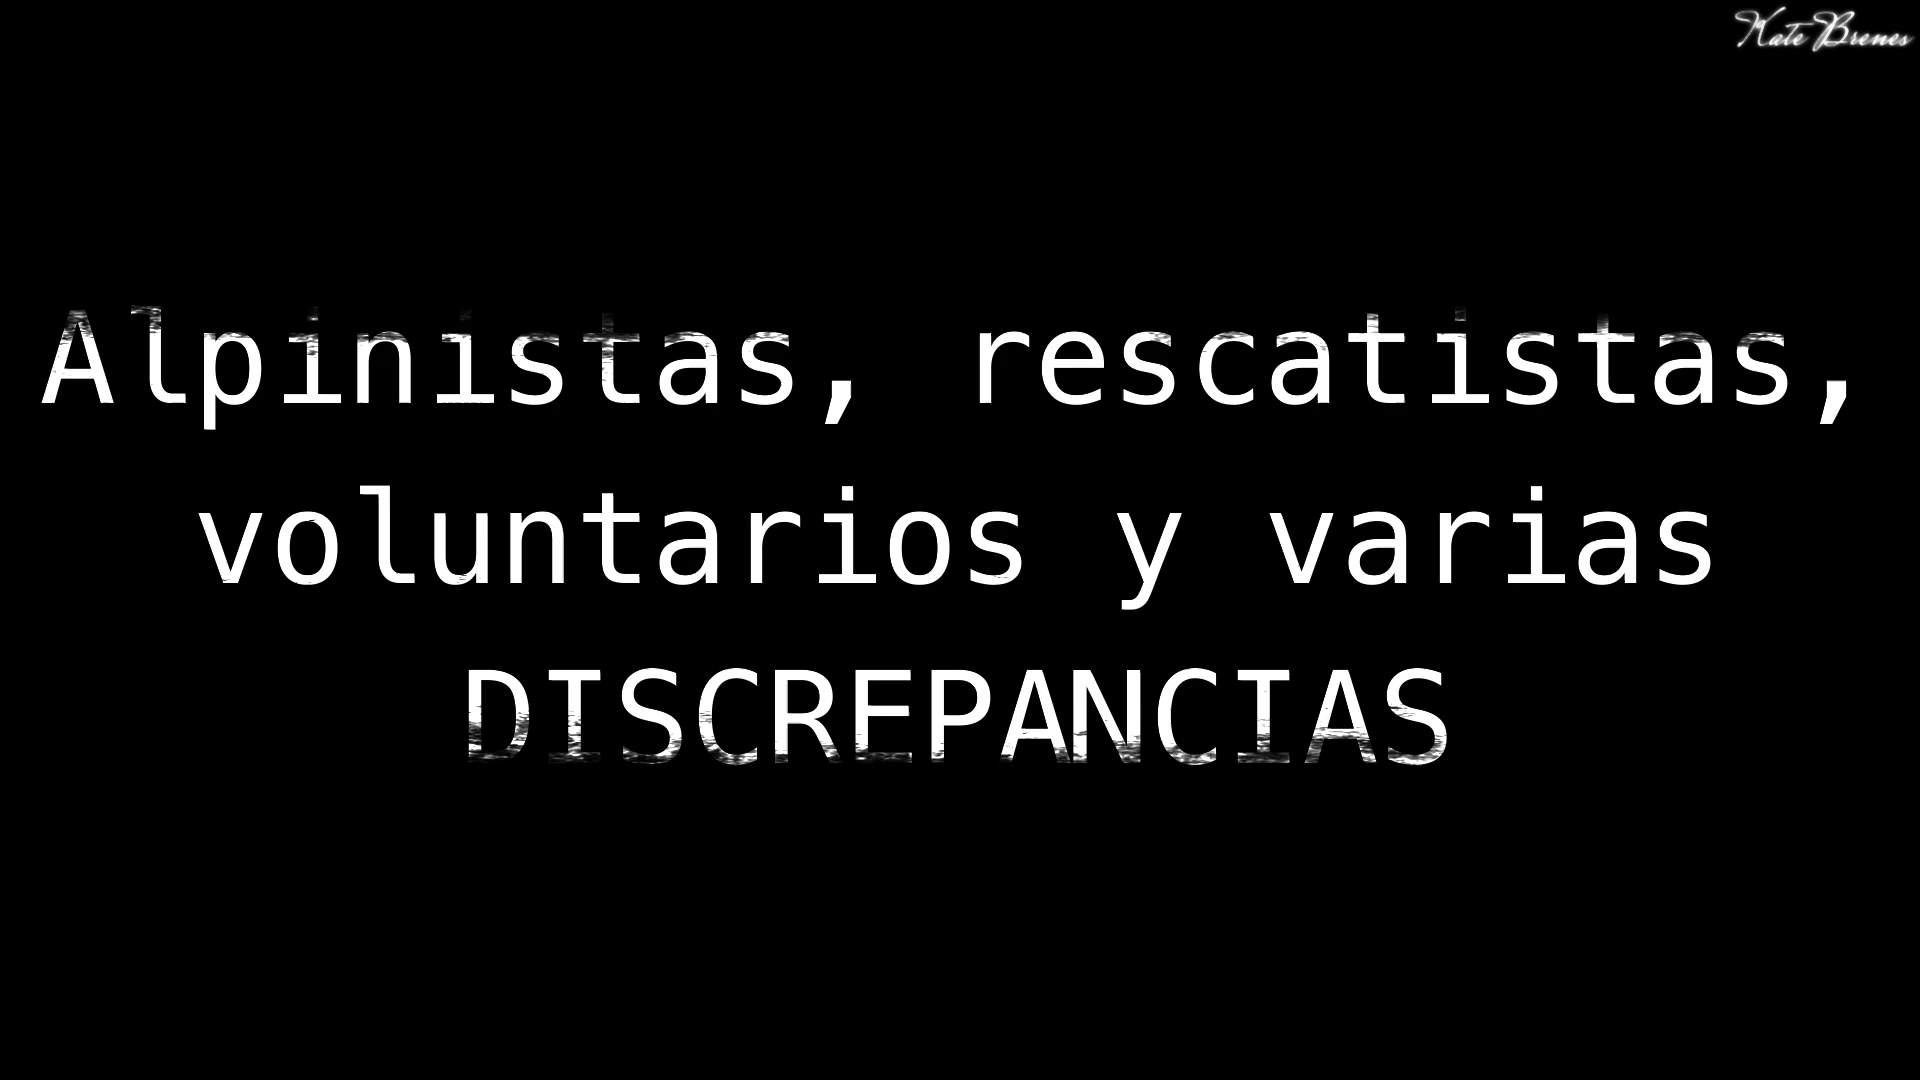 Kate Brenes
Alpinistas, rescatistas,
voluntarios y varias
DISCREPANCIAS